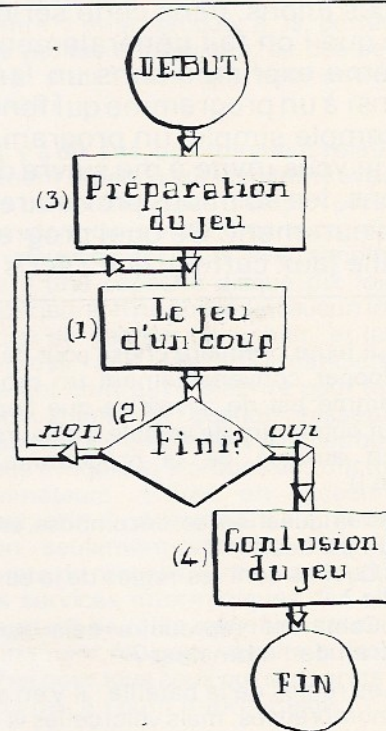 DEBUT
(3) Préparation
du jeu
(1) Le jeu
d'un coup
(2)
non Fini? oui
(4) Conlusion
du jeu
FIN